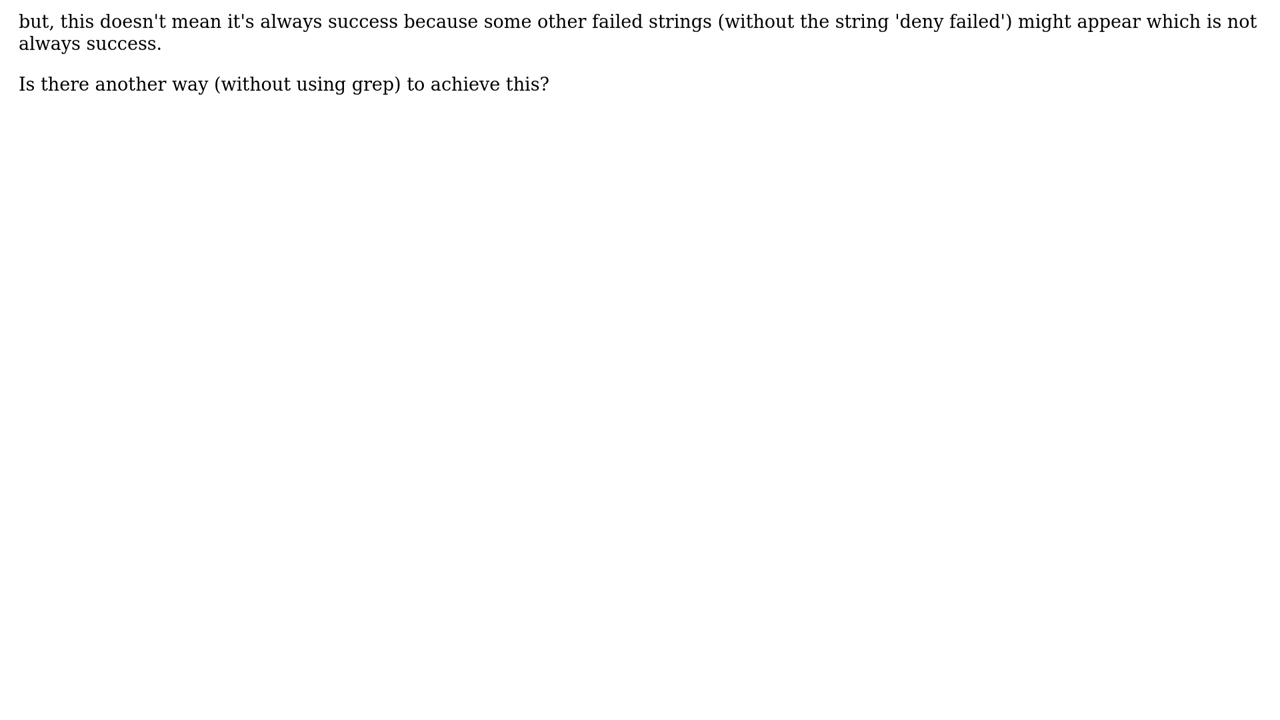 but, this doesn't mean it's always success because some other failed strings (without the string 'deny failed') might appear which is not
always success.
Is there another way (without using grep) to achieve this?